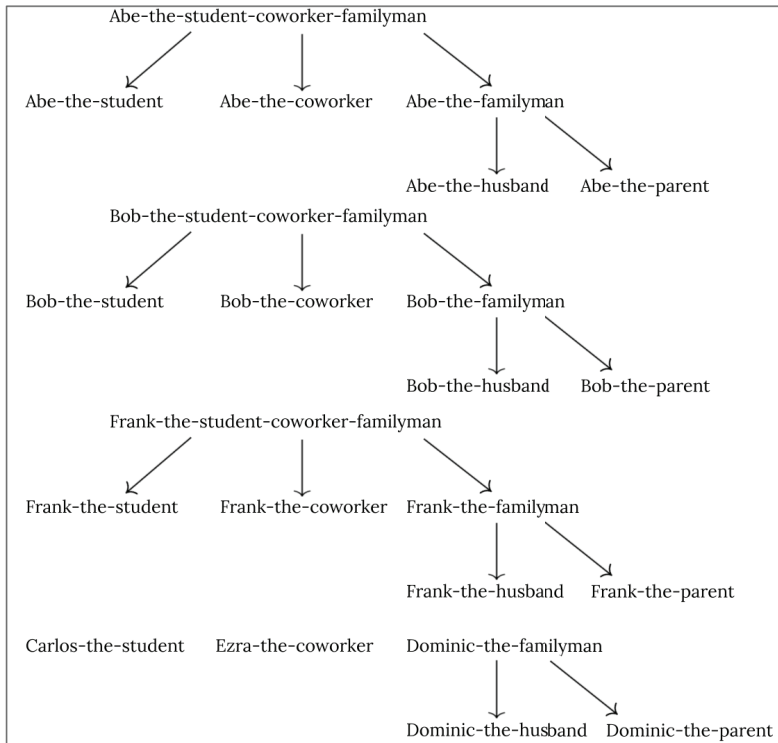 Abe-the-student-coworker-familyman
Abe-the-student Abe-the-coworker Abe-the-familyman
Abe-the-husband Abe-the-parent
Bob-the-student-coworker-familyman
Bob-the-student Bob-the-coworker Bob-the-familyman
Bob-the-husband Bob-the-parent
Frank-the-student-coworker-familyman
Frank-the-student Frank-the-coworker Frank-the-familyman
Frank-the-husband Frank-the-parent
Carlos-the-student Ezra-the-coworker Dominic-the-familyman
Dominic-the-husband Dominic-the-parent